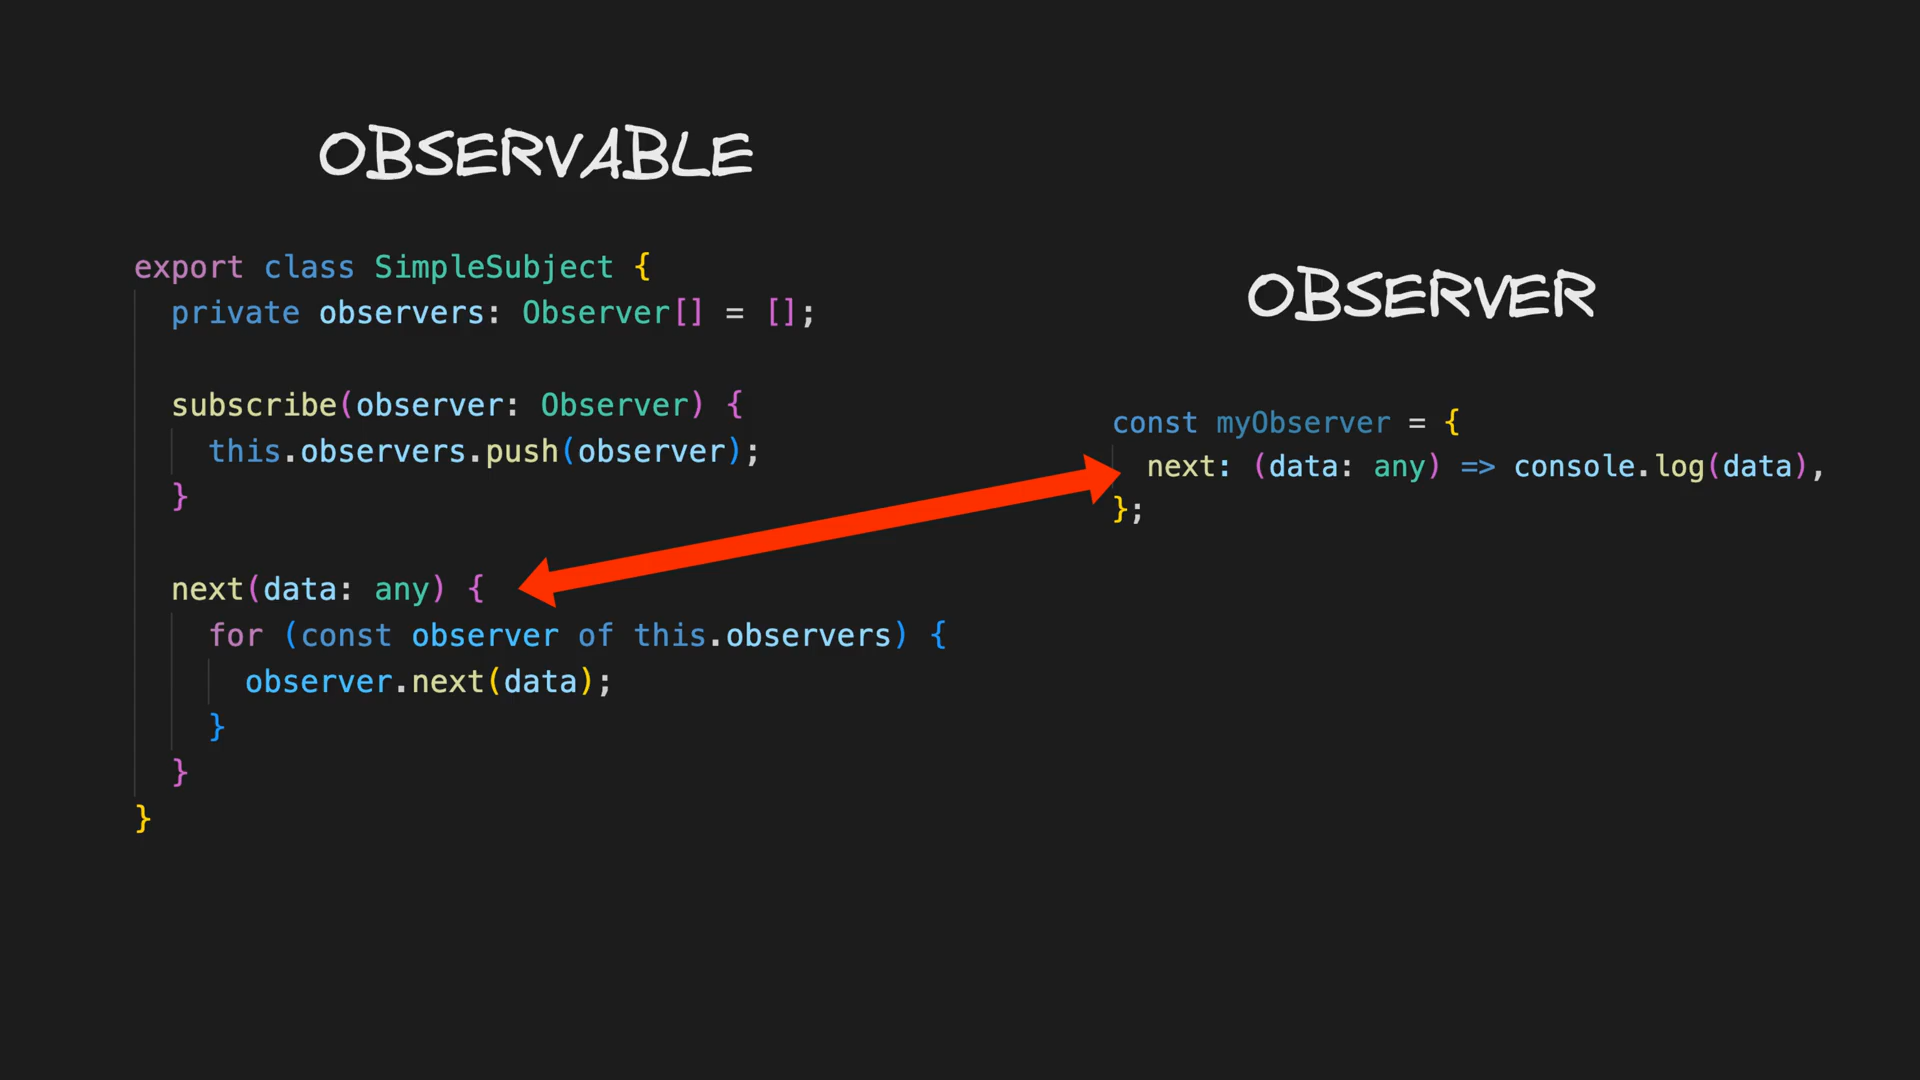 OBSERVABLE
export class SimpleSubject {
private observers: Observer[] = [];
subscribe(observer: Observer) {
this.observers.push(observer);
}
next(data: any) {
for (const observer of this.observers) {
observer.next(data);
}
}
}
OBSERVER
const myObserver = {
next: (data: any) => console.log(data),
};